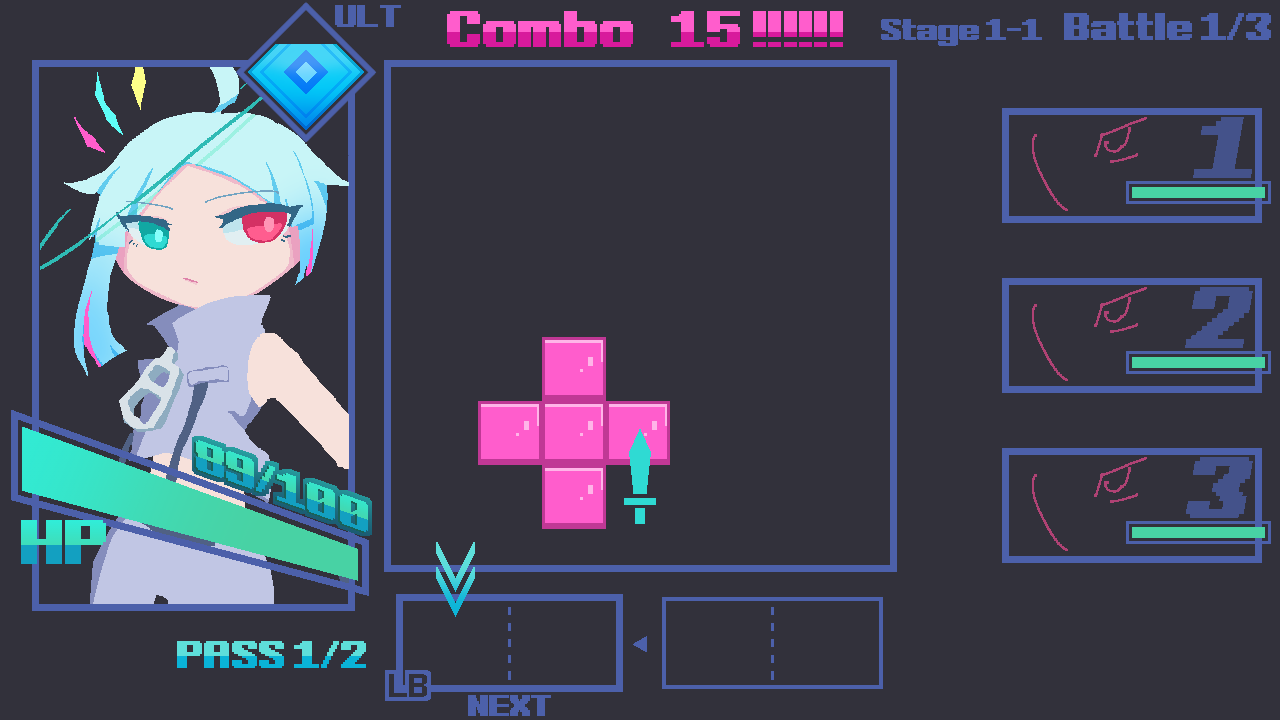 ULT
Combo 15!!!!!!
Stage 1-1 Battle 1/3
1
2
3
89/100
HP
PASS 1/2
LB
NEXT